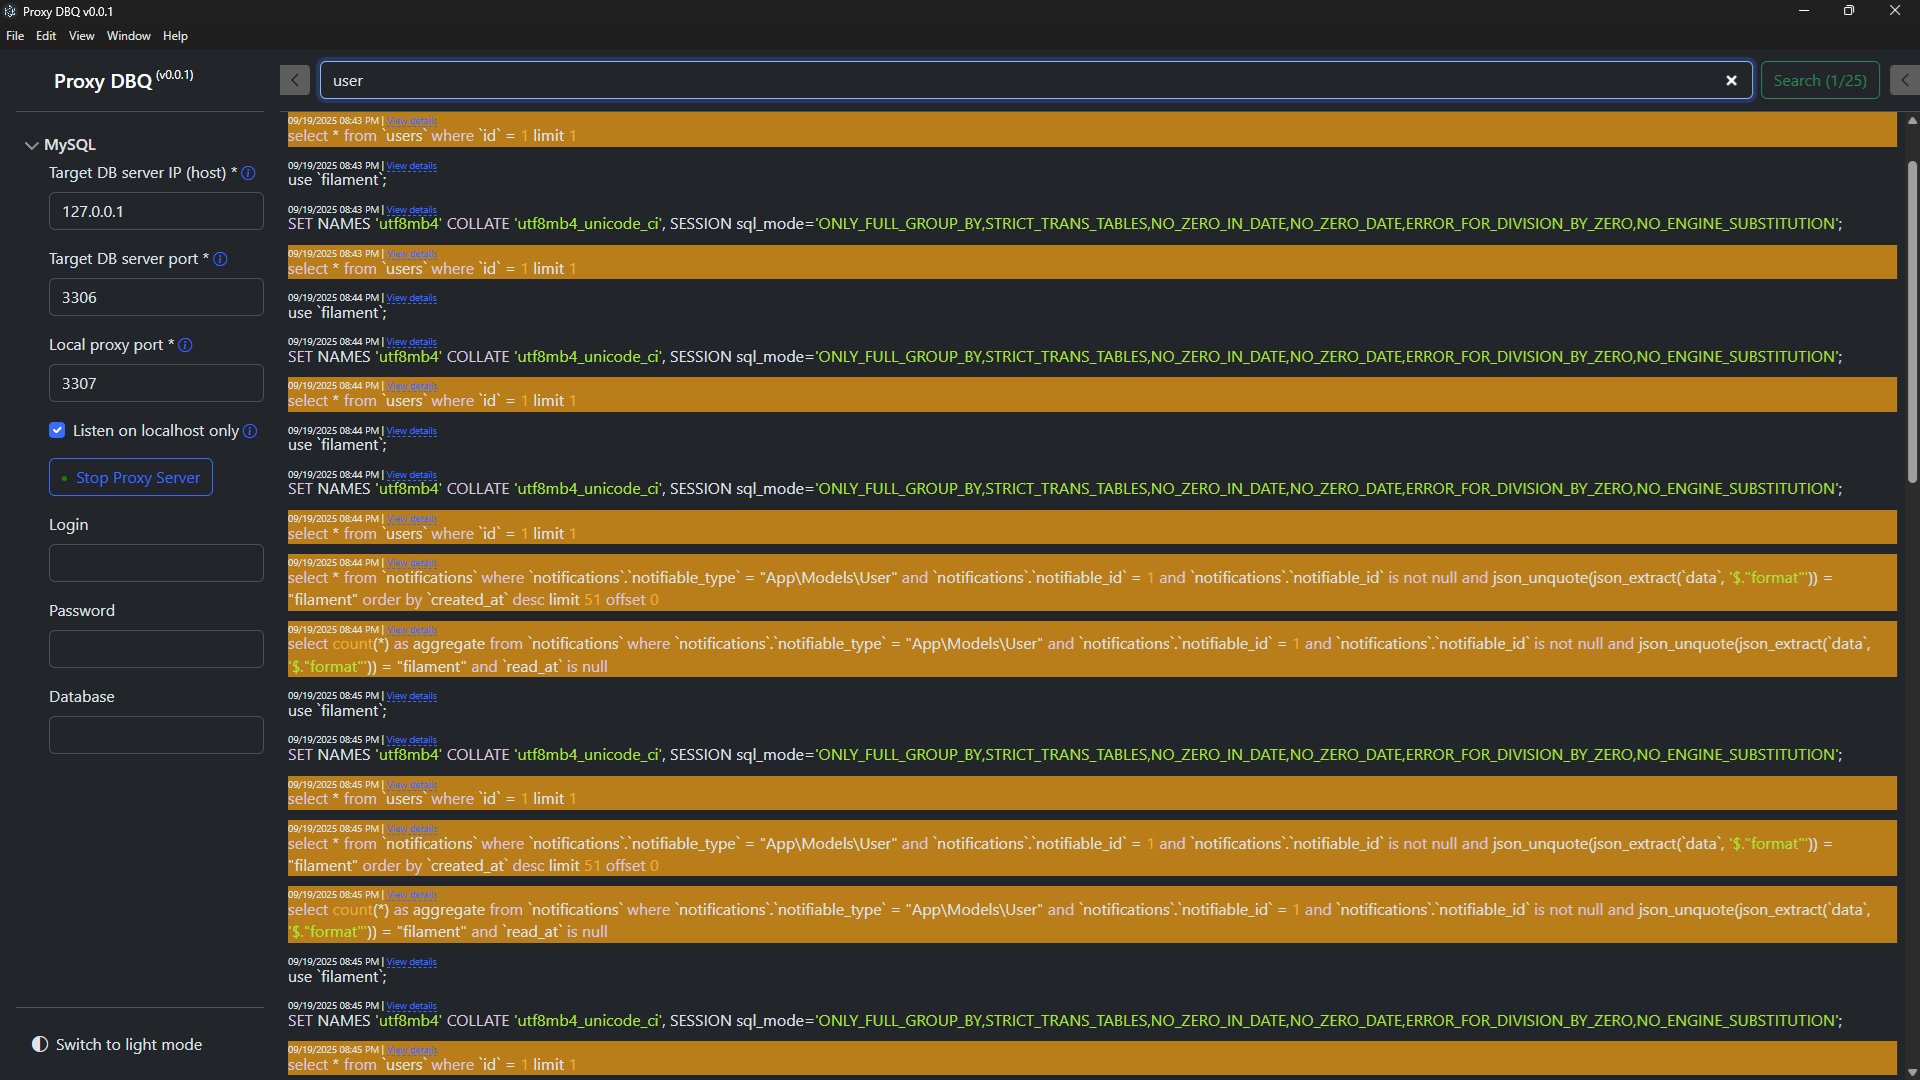 Proxy DBQ v0.0.1
File Edit View Window Help
Proxy DBQ (v0.0.1)
user
Search (1/25)
MySQL
Target DB server IP (host) *
127.0.0.1
Target DB server port *
3306
Local proxy port *
3307
Listen on localhost only
Stop Proxy Server
Login
Password
Database
Switch to light mode
09/19/2025 08:43 PM | View details
select * from `users` where `id` = 1 limit 1
09/19/2025 08:43 PM | View details
use `filament`;
09/19/2025 08:43 PM | View details
SET NAMES 'utf8mb4' COLLATE 'utf8mb4_unicode_ci', SESSION sql_mode='ONLY_FULL_GROUP_BY,STRICT_TRANS_TABLES,NO_ZERO_IN_DATE,NO_ZERO_DATE,ERROR_FOR_DIVISION_BY_ZERO,NO_ENGINE_SUBSTITUTION';
09/19/2025 08:43 PM | View details
select * from `users` where `id` = 1 limit 1
09/19/2025 08:44 PM | View details
use `filament`;
09/19/2025 08:44 PM | View details
SET NAMES 'utf8mb4' COLLATE 'utf8mb4_unicode_ci', SESSION sql_mode='ONLY_FULL_GROUP_BY,STRICT_TRANS_TABLES,NO_ZERO_IN_DATE,NO_ZERO_DATE,ERROR_FOR_DIVISION_BY_ZERO,NO_ENGINE_SUBSTITUTION';
09/19/2025 08:44 PM | View details
select * from `users` where `id` = 1 limit 1
09/19/2025 08:44 PM | View details
use `filament`;
09/19/2025 08:44 PM | View details
SET NAMES 'utf8mb4' COLLATE 'utf8mb4_unicode_ci', SESSION sql_mode='ONLY_FULL_GROUP_BY,STRICT_TRANS_TABLES,NO_ZERO_IN_DATE,NO_ZERO_DATE,ERROR_FOR_DIVISION_BY_ZERO,NO_ENGINE_SUBSTITUTION';
09/19/2025 08:44 PM | View details
select * from `users` where `id` = 1 limit 1
09/19/2025 08:44 PM | View details
select * from `notifications` where `notifications`.`notifiable_type` = "App\Models\User" and `notifications`.`notifiable_id` = 1 and `notifications`.`notifiable_id` is not null and json_unquote(json_extract(`data`, '$."format"')) =
"filament" order by `created_at` desc limit 51 offset 0
09/19/2025 08:44 PM | View details
select count(*) as aggregate from `notifications` where `notifications`.`notifiable_type` = "App\Models\User" and `notifications`.`notifiable_id` = 1 and `notifications`.`notifiable_id` is not null and json_unquote(json_extract(`data`,
'$."format"')) = "filament" and `read_at` is null
09/19/2025 08:45 PM | View details
use `filament`;
09/19/2025 08:45 PM | View details
SET NAMES 'utf8mb4' COLLATE 'utf8mb4_unicode_ci', SESSION sql_mode='ONLY_FULL_GROUP_BY,STRICT_TRANS_TABLES,NO_ZERO_IN_DATE,NO_ZERO_DATE,ERROR_FOR_DIVISION_BY_ZERO,NO_ENGINE_SUBSTITUTION';
09/19/2025 08:45 PM | View details
select * from `users` where `id` = 1 limit 1
09/19/2025 08:45 PM | View details
select * from `notifications` where `notifications`.`notifiable_type` = "App\Models\User" and `notifications`.`notifiable_id` = 1 and `notifications`.`notifiable_id` is not null and json_unquote(json_extract(`data`, '$."format"')) =
"filament" order by `created_at` desc limit 51 offset 0
09/19/2025 08:45 PM | View details
select count(*) as aggregate from `notifications` where `notifications`.`notifiable_type` = "App\Models\User" and `notifications`.`notifiable_id` = 1 and `notifications`.`notifiable_id` is not null and json_unquote(json_extract(`data`,
'$."format"')) = "filament" and `read_at` is null
09/19/2025 08:45 PM | View details
use `filament`;
09/19/2025 08:45 PM | View details
SET NAMES 'utf8mb4' COLLATE 'utf8mb4_unicode_ci', SESSION sql_mode='ONLY_FULL_GROUP_BY,STRICT_TRANS_TABLES,NO_ZERO_IN_DATE,NO_ZERO_DATE,ERROR_FOR_DIVISION_BY_ZERO,NO_ENGINE_SUBSTITUTION';
09/19/2025 08:45 PM | View details
select * from `users` where `id` = 1 limit 1